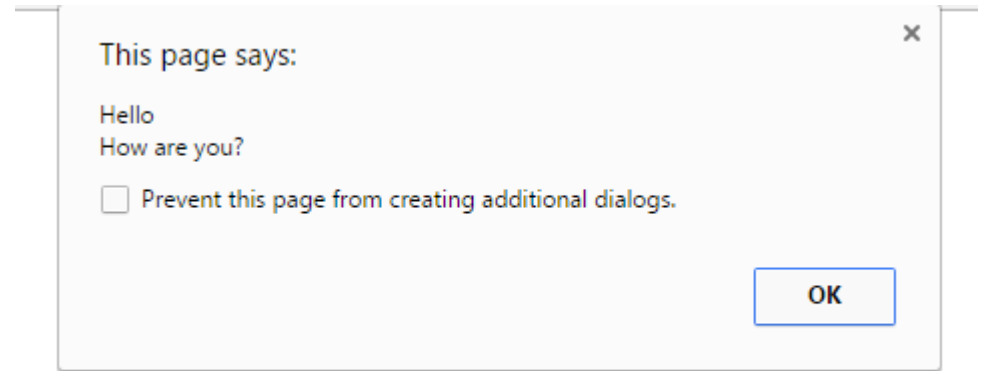 This page says:
Hello
How are you?
Prevent this page from creating additional dialogs.
OK